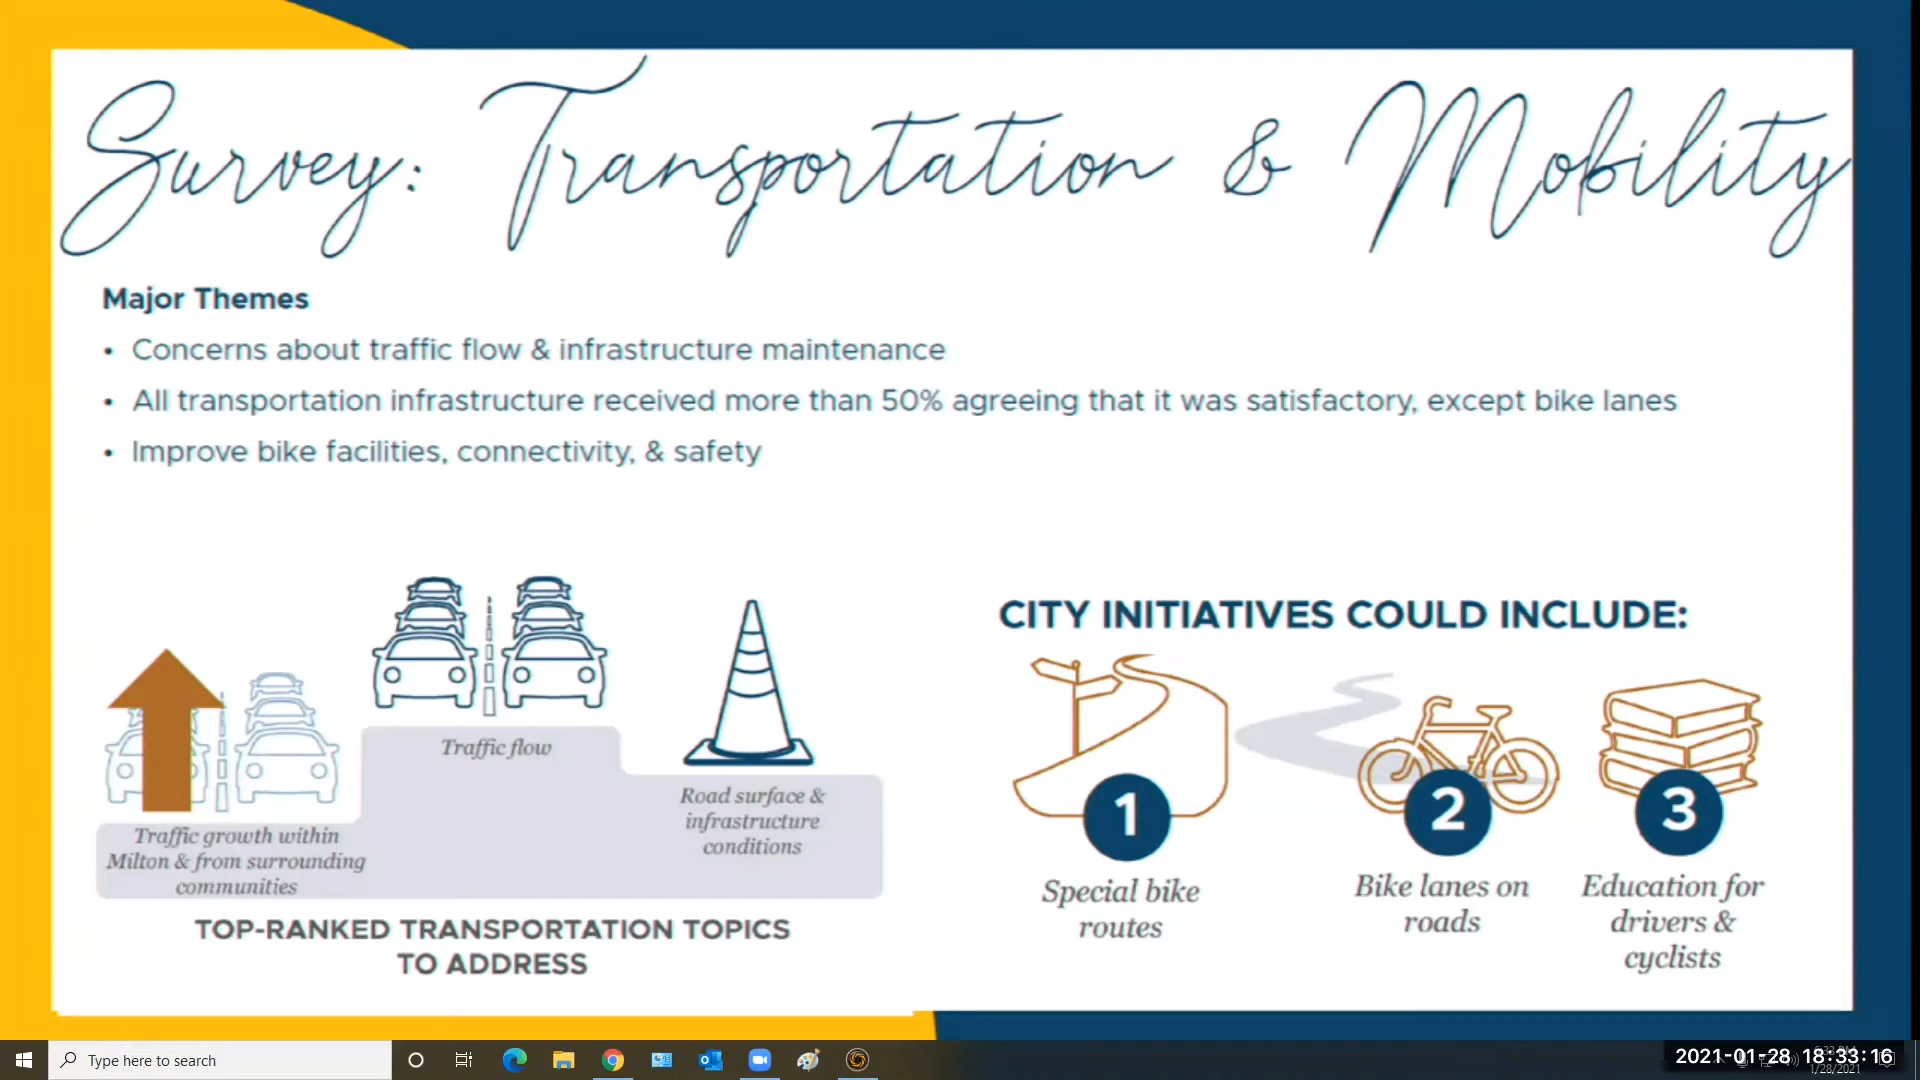 Survey: Transportation & Mobility
Major Themes
• Concerns about traffic flow & infrastructure maintenance
• All transportation infrastructure received more than 50% agreeing that it was satisfactory, except bike lanes
• Improve bike facilities, connectivity, & safety
Traffic flow
Road surface &
infrastructure
conditions
Traffic growth within
Milton & from surrounding
communities
TOP-RANKED TRANSPORTATION TOPICS
TO ADDRESS
CITY INITIATIVES COULD INCLUDE:
1
Special bike
routes
2
Bike lanes on
roads
3
Education for
drivers &
cyclists
Type here to search
2021-01-28 18:33:16
1/28/2021